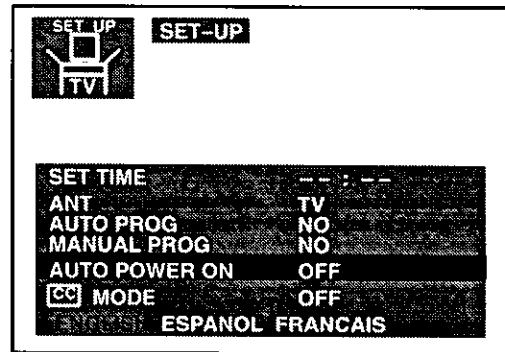 SET UP
TV
SET-UP
SET TIME --:--
ANT TV
AUTO PROG NO
MANUAL PROG NO
AUTO POWER ON OFF
CC MODE OFF
ENGLISH ESPANOL FRANCAIS